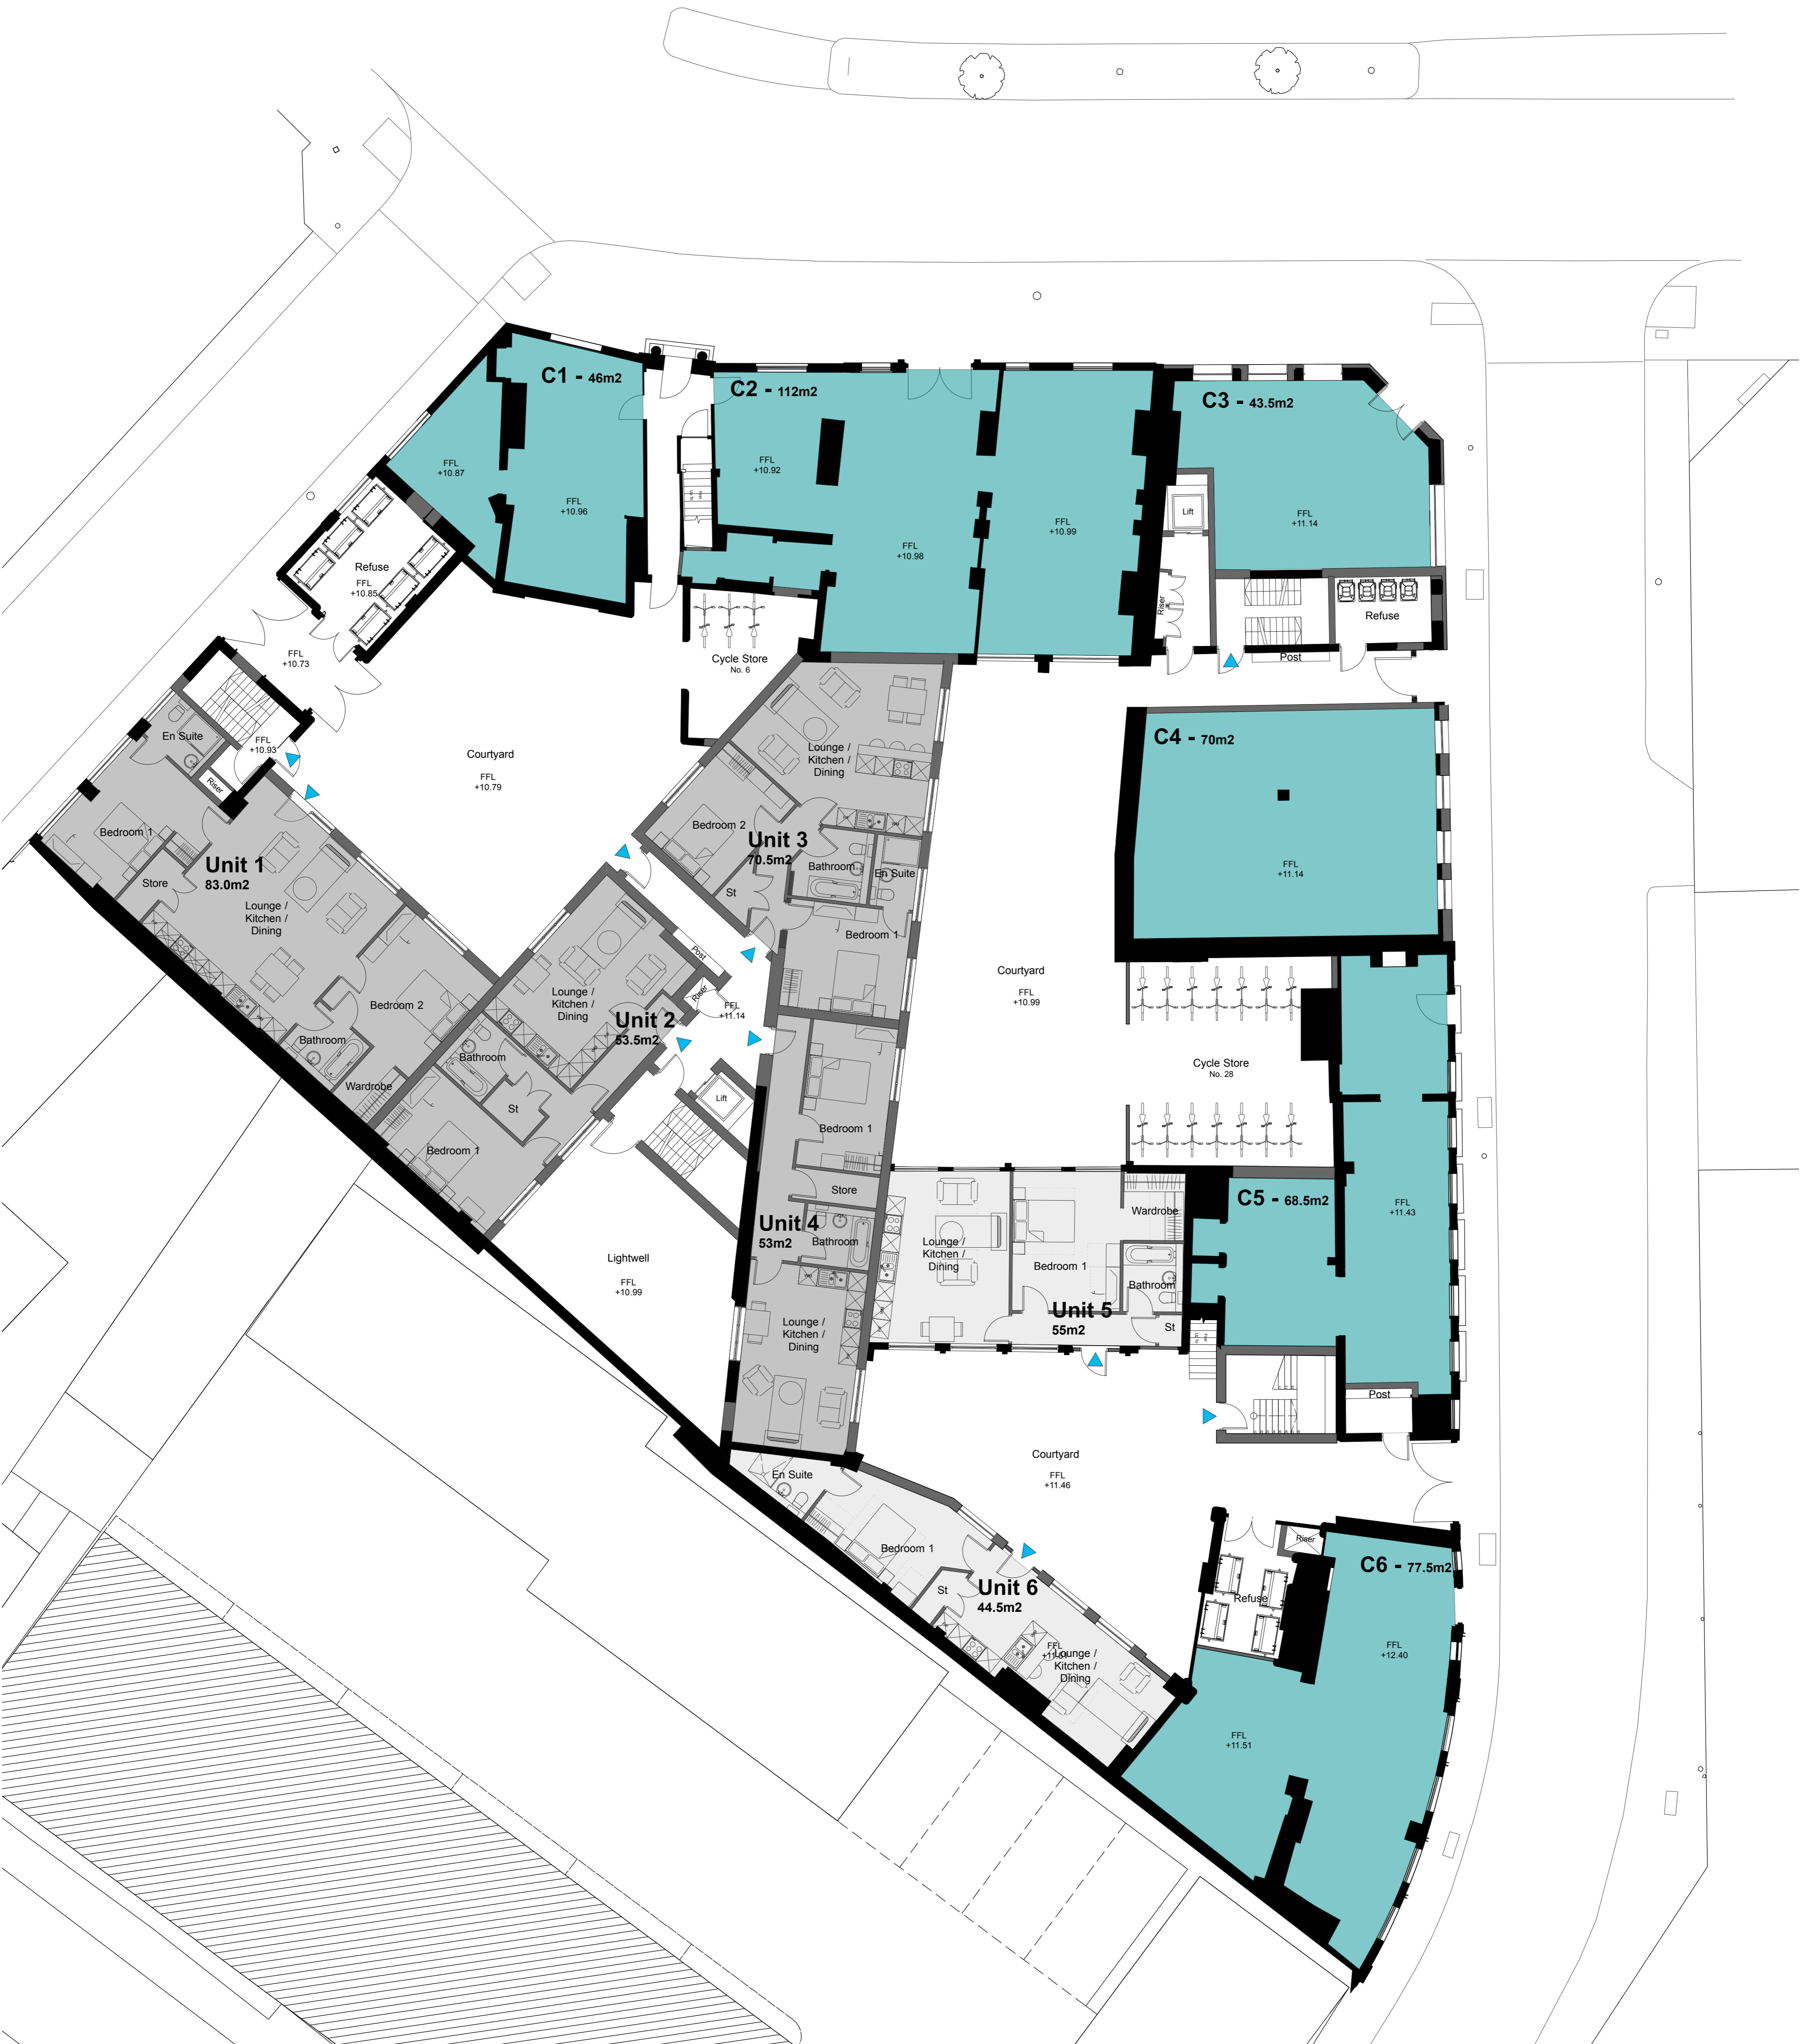 C1 - 46m2
FFL
+10.87
FFL
+10.96
C2 - 112m2
FFL
+10.92
FFL
+10.98
FFL
+10.99
C3 - 43.5m2
FFL
+11.14
Lift
Riser
Refuse
Post
Refuse
FFL
+10.85
FFL
+10.73
FFL
+10.93
Cycle Store
No. 6
Courtyard
FFL
+10.79
En Suite
Riser
Bedroom 1
Store
Unit 1
83.0m2
Lounge /
Kitchen /
Dining
Bedroom 2
Bathroom
Wardrobe
Lounge /
Kitchen /
Dining
Bedroom 2
Unit 3
70.5m2
Bathroom
En Suite
St
Bedroom 1
C4 - 70m2
FFL
+11.14
Post
Riser
FFL
+11.14
Lounge /
Kitchen /
Dining
Unit 2
53.5m2
Bathroom
St
Bedroom 1
Lift
Courtyard
FFL
+10.99
Cycle Store
No. 28
Bedroom 1
Store
Unit 4
53m2
Bathroom
Lounge /
Kitchen /
Dining
Lightwell
FFL
+10.99
Lounge /
Kitchen /
Dining
Bedroom 1
Wardrobe
Bathroom
Unit 5
55m2
St
C5 - 68.5m2
FFL
+11.43
Post
Courtyard
FFL
+11.46
En Suite
Bedroom 1
St
Unit 6
44.5m2
FFL
Lounge /
Kitchen /
Dining
Riser
Refuse
C6 - 77.5m2
FFL
+12.40
FFL
+11.51